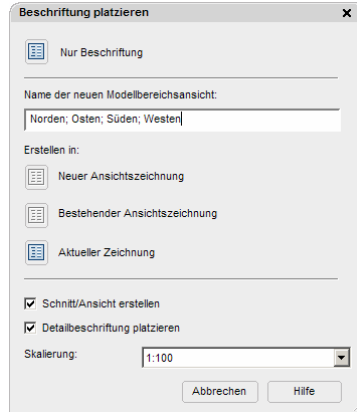 Beschriftung platzieren
Nur Beschriftung
Name der neuen Modellbereichsansicht:
Norden; Osten; Süden; Westen
Erstellen in:
Neuer Ansichtszeichnung
Bestehender Ansichtszeichnung
Aktueller Zeichnung
Schnitt/Ansicht erstellen
Detailbeschriftung platzieren
Skalierung: 1:100
Abbrechen Hilfe